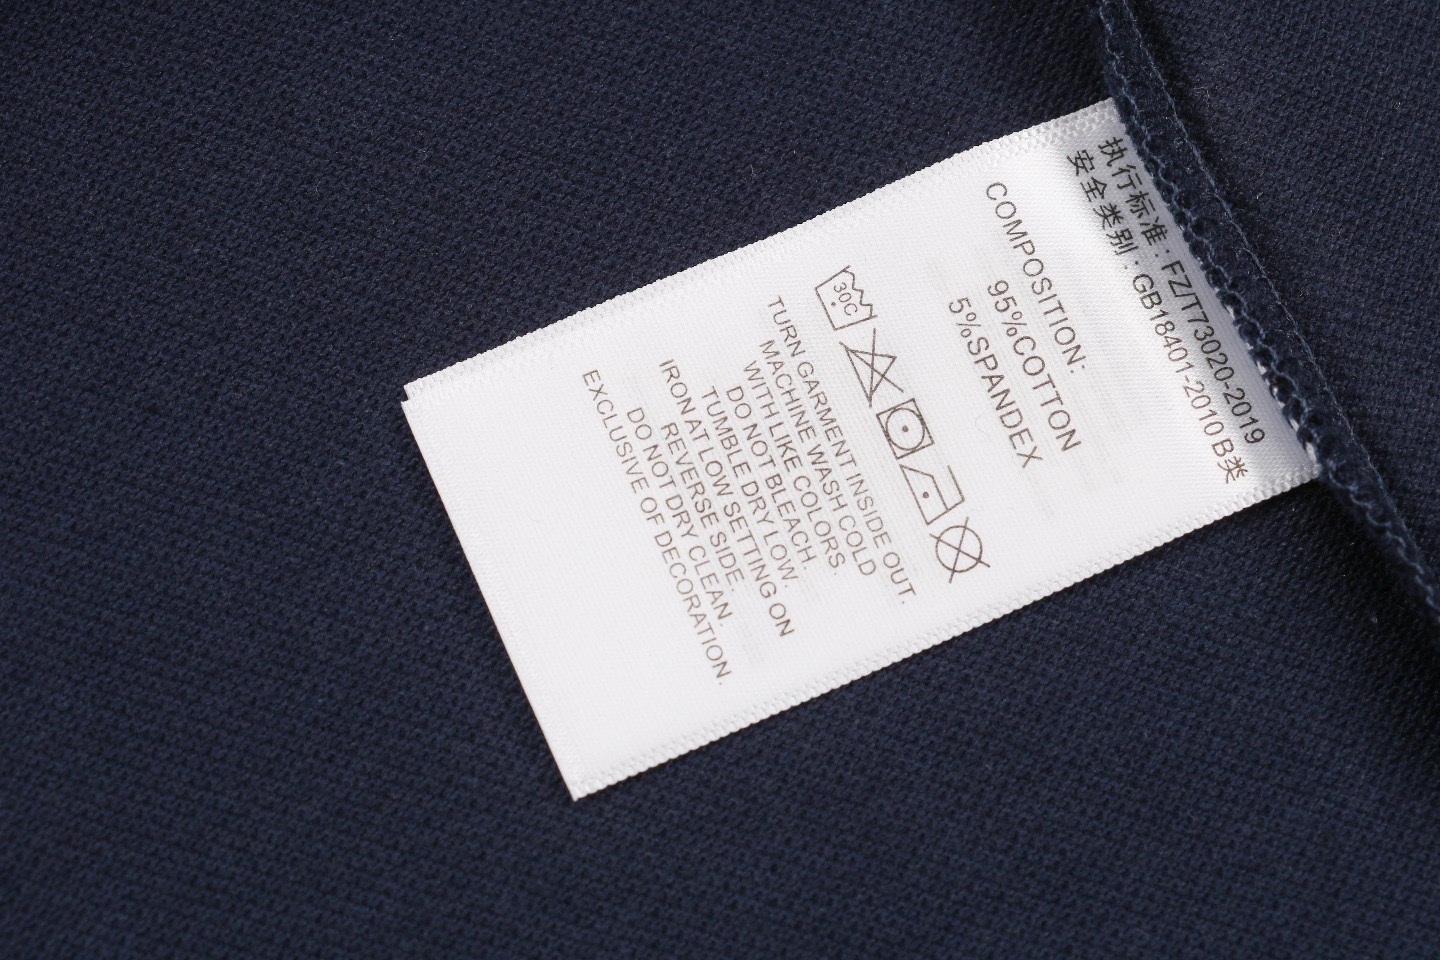 执行标准：FZ/T73020-2019
安全类别：GB18401-2010 B类
COMPOSITION:
95%COTTON
5%SPANDEX
30C
TURN GARMENT INSIDE OUT.
MACHINE WASH COLD
WITH LIKE COLORS.
DO NOT BLEACH.
TUMBLE DRY LOW.
IRON AT LOW SETTING ON
REVERSE SIDE.
DO NOT DRY CLEAN.
EXCLUSIVE OF DECORATION.